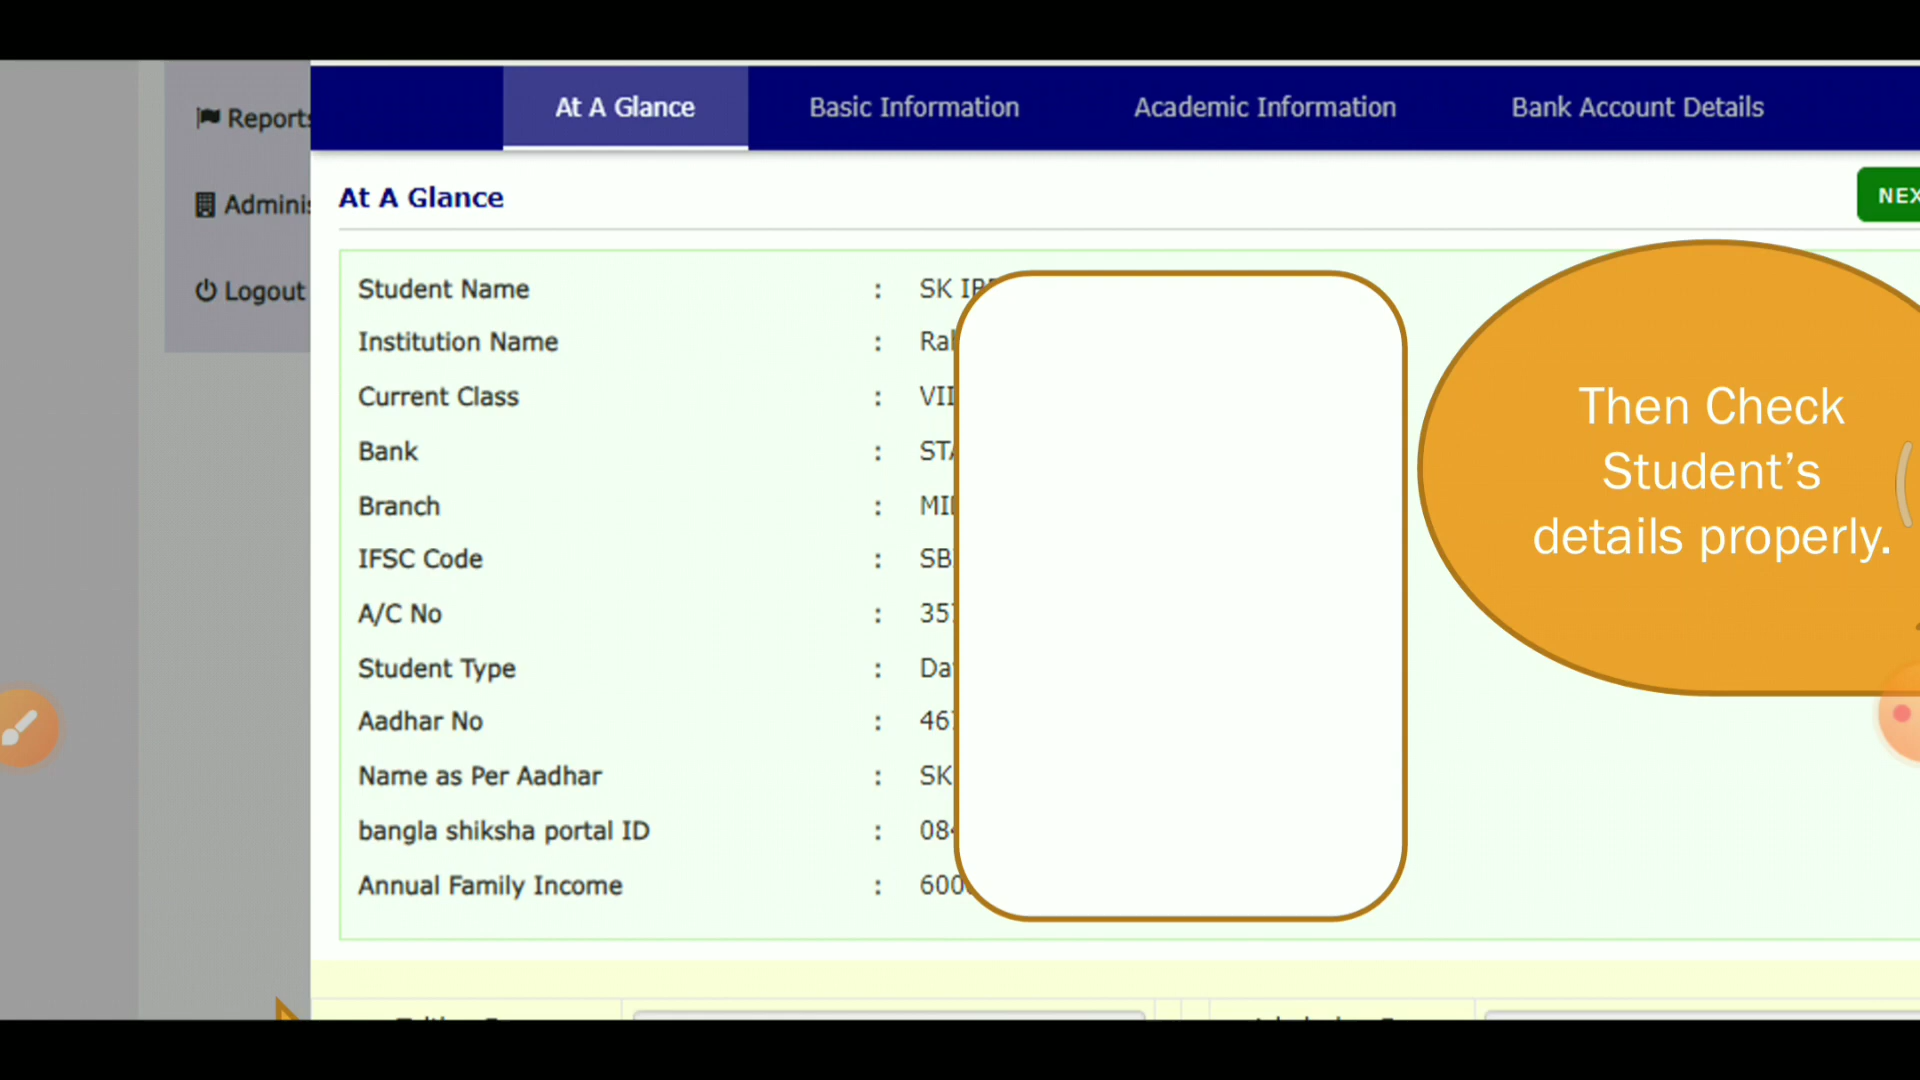 At A Glance Basic Information Academic Information Bank Account Details
Reports
Logout
At A Glance
Student Name : SK
Institution Name :
Current Class :
Bank :
Branch :
IFSC Code :
A/C No :
Student Type :
Aadhar No :
Name as Per Aadhar : SK
bangla shiksha portal ID :
Annual Family Income :
Then Check
Student’s
details properly.